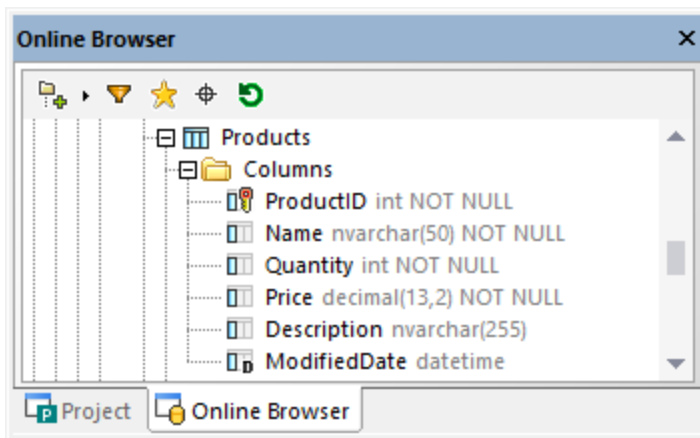 Online Browser
Products
Columns
ProductID int NOT NULL
Name nvarchar(50) NOT NULL
Quantity int NOT NULL
Price decimal(13,2) NOT NULL
Description nvarchar(255)
ModifiedDate datetime
Project Online Browser